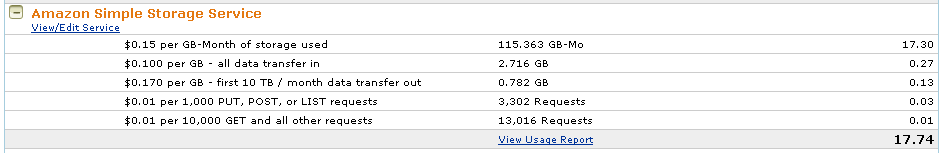 Amazon Simple Storage Service
View/Edit Service
$0.15 per GB-Month of storage used 115.363 GB-Mo 17.30
$0.100 per GB - all data transfer in 2.716 GB 0.27
$0.170 per GB - first 10 TB / month data transfer out 0.782 GB 0.13
$0.01 per 1,000 PUT, POST, or LIST requests 3,302 Requests 0.03
$0.01 per 10,000 GET and all other requests 13,016 Requests 0.01
View Usage Report 17.74